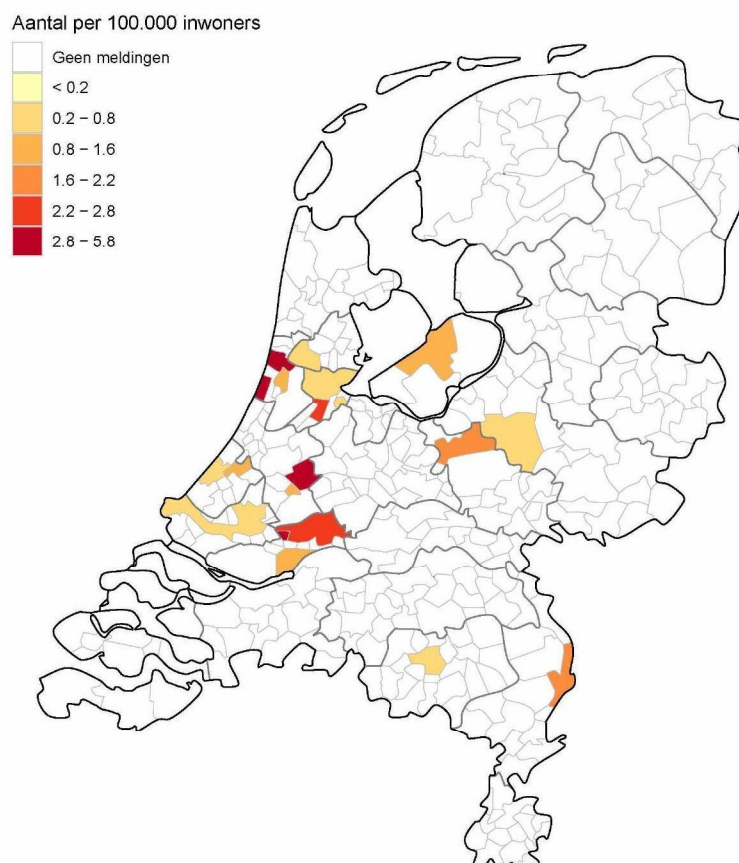 Aantal per 100.000 inwoners
Geen meldingen
< 0.2
0.2 – 0.8
0.8 – 1.6
1.6 – 2.2
2.2 – 2.8
2.8 – 5.8